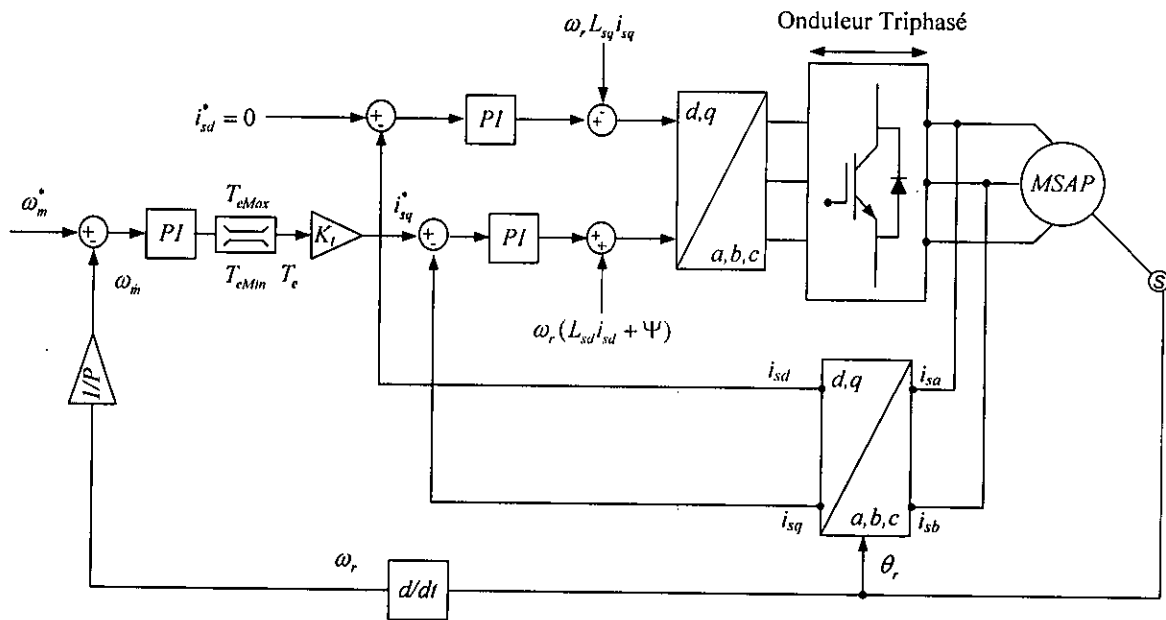 Onduleur Triphasé
ω_r L_sq i_sq
i*_sd = 0
+
-
PI
+
-
d,q
a,b,c
MSAP
ω*_m
+
-
PI
T_eMax
T_eMin
T_e
K_t
i*_sq
+
-
PI
+
+
ω_m
ω_r (L_sd i_sd + Ψ)
S
1/P
i_sd
d,q
i_sa
i_sq
a,b,c
i_sb
ω_r
d/dt
θ_r